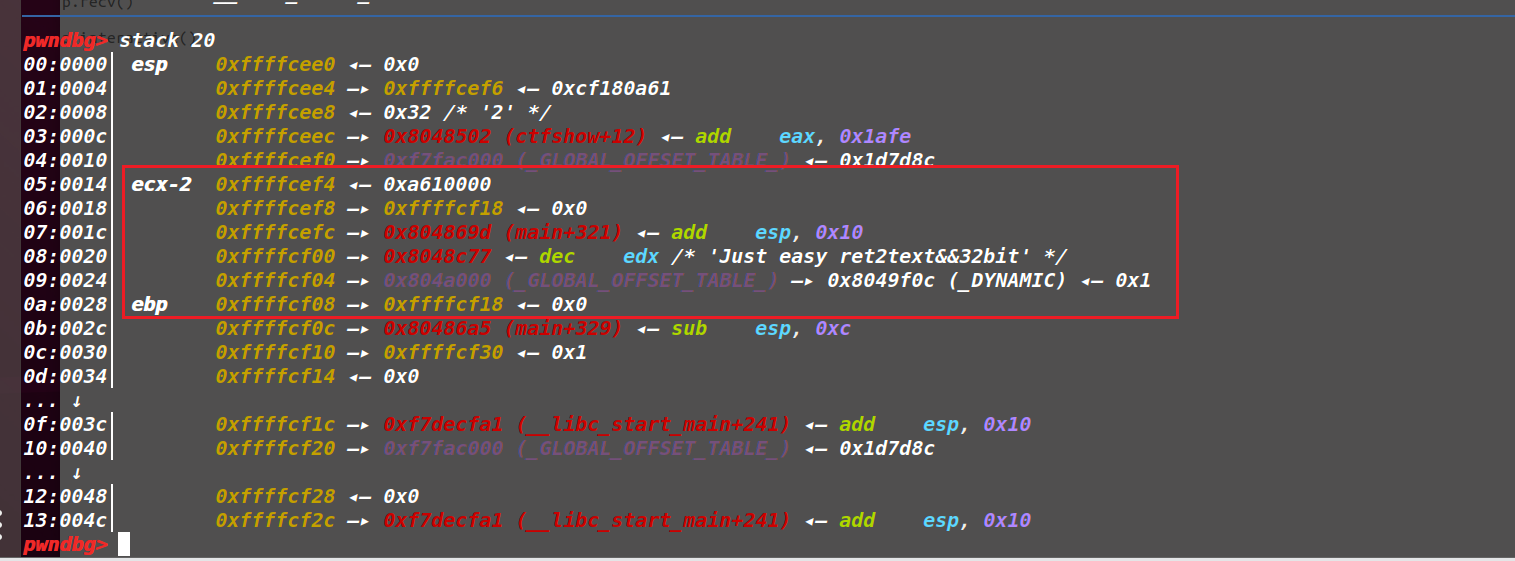 p.recv()
pwndbg> stack 20
00:0000│ esp 0xffffcee0 ◂— 0x0
01:0004│ 0xffffcee4 —▸ 0xffffcef6 ◂— 0xcf180a61
02:0008│ 0xffffcee8 ◂— 0x32 /* '2' */
03:000c│ 0xffffceec —▸ 0x8048502 (ctfshow+12) ◂— add eax, 0x1afe
04:0010│ 0xffffcef0 —▸ 0xf7fac000 (_GLOBAL_OFFSET_TABLE_) ◂— 0x1d7d8c
05:0014│ ecx-2 0xffffcef4 ◂— 0xa610000
06:0018│ 0xffffcef8 —▸ 0xffffcf18 ◂— 0x0
07:001c│ 0xffffcefc —▸ 0x804869d (main+321) ◂— add esp, 0x10
08:0020│ 0xffffcf00 —▸ 0x8048c77 ◂— dec edx /* 'Just easy ret2text&&32bit' */
09:0024│ 0xffffcf04 —▸ 0x804a000 (_GLOBAL_OFFSET_TABLE_) —▸ 0x8049f0c (_DYNAMIC) ◂— 0x1
0a:0028│ ebp 0xffffcf08 —▸ 0xffffcf18 ◂— 0x0
0b:002c│ 0xffffcf0c —▸ 0x80486a5 (main+329) ◂— sub esp, 0xc
0c:0030│ 0xffffcf10 —▸ 0xffffcf30 ◂— 0x1
0d:0034│ 0xffffcf14 ◂— 0x0
... ↓
0f:003c│ 0xffffcf1c —▸ 0xf7decfa1 (__libc_start_main+241) ◂— add esp, 0x10
10:0040│ 0xffffcf20 —▸ 0xf7fac000 (_GLOBAL_OFFSET_TABLE_) ◂— 0x1d7d8c
... ↓
12:0048│ 0xffffcf28 ◂— 0x0
13:004c│ 0xffffcf2c —▸ 0xf7decfa1 (__libc_start_main+241) ◂— add esp, 0x10
pwndbg>